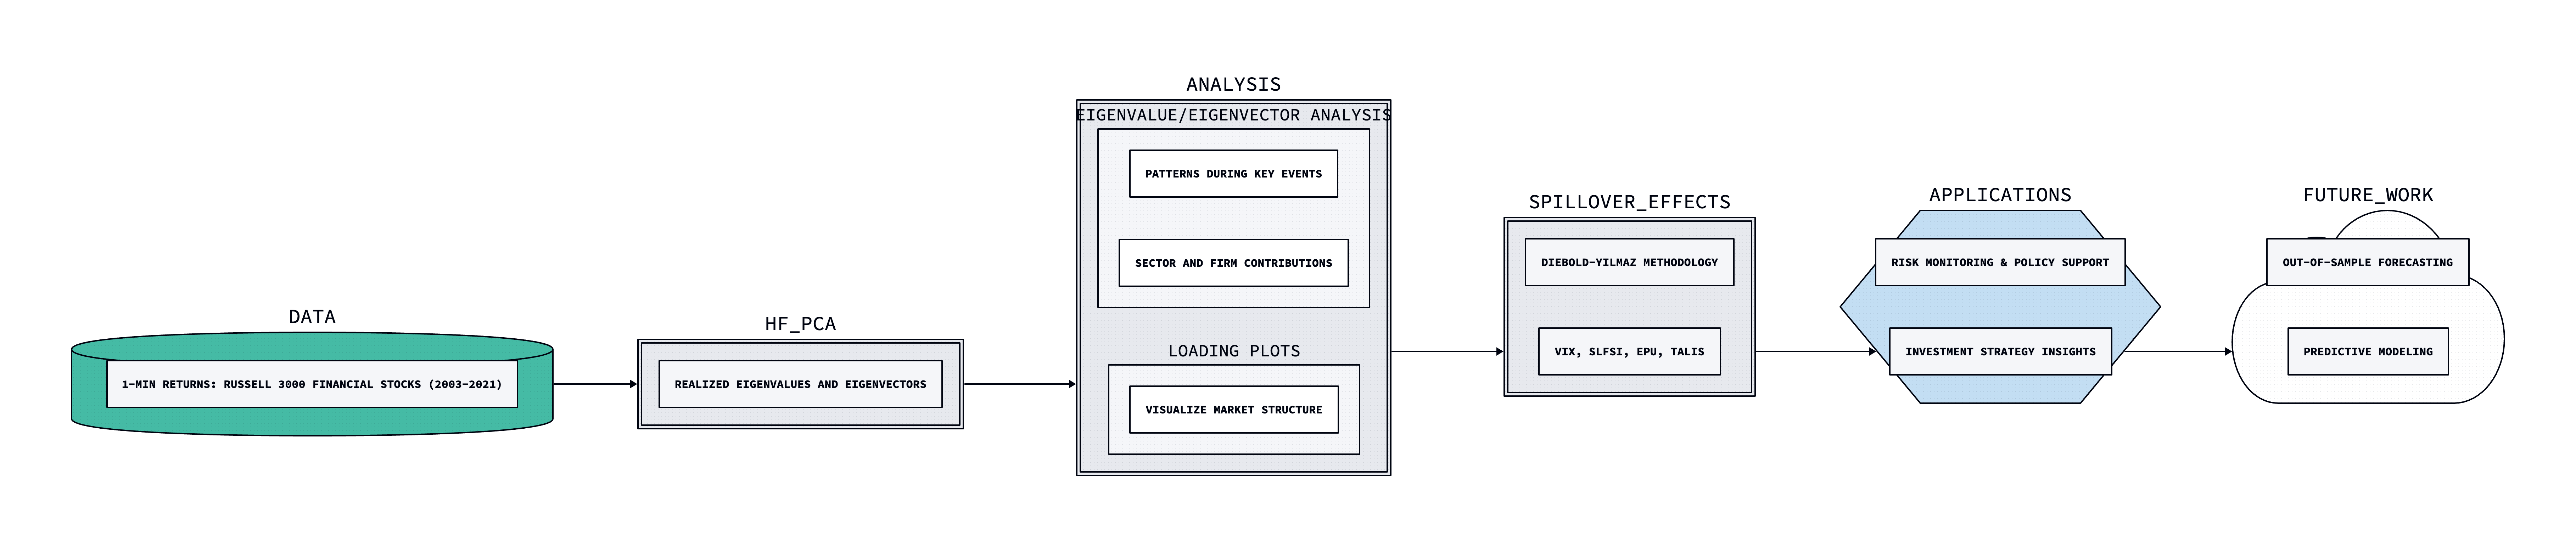 DATA
1-MIN RETURNS: RUSSELL 3000 FINANCIAL STOCKS (2003-2021)
HF_PCA
REALIZED EIGENVALUES AND EIGENVECTORS
ANALYSIS
EIGENVALUE/EIGENVECTOR ANALYSIS
PATTERNS DURING KEY EVENTS
SECTOR AND FIRM CONTRIBUTIONS
LOADING PLOTS
VISUALIZE MARKET STRUCTURE
SPILLOVER_EFFECTS
DIEBOLD-YILMAZ METHODOLOGY
VIX, SLFSI, EPU, TALIS
APPLICATIONS
RISK MONITORING & POLICY SUPPORT
INVESTMENT STRATEGY INSIGHTS
FUTURE_WORK
OUT-OF-SAMPLE FORECASTING
PREDICTIVE MODELING